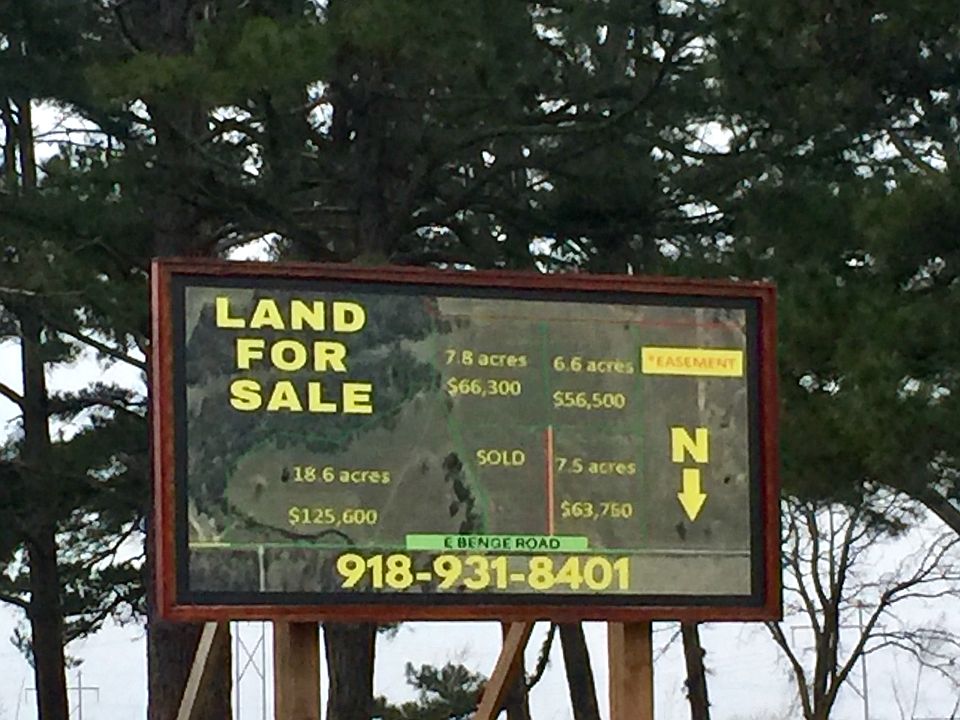 LAND
FOR
SALE
7.8 acres
$66,300
6.6 acres
$56,500
*EASEMENT
N
18.6 acres
$125,600
SOLD
7.5 acres
$63,750
E BENGE ROAD
918-931-8401